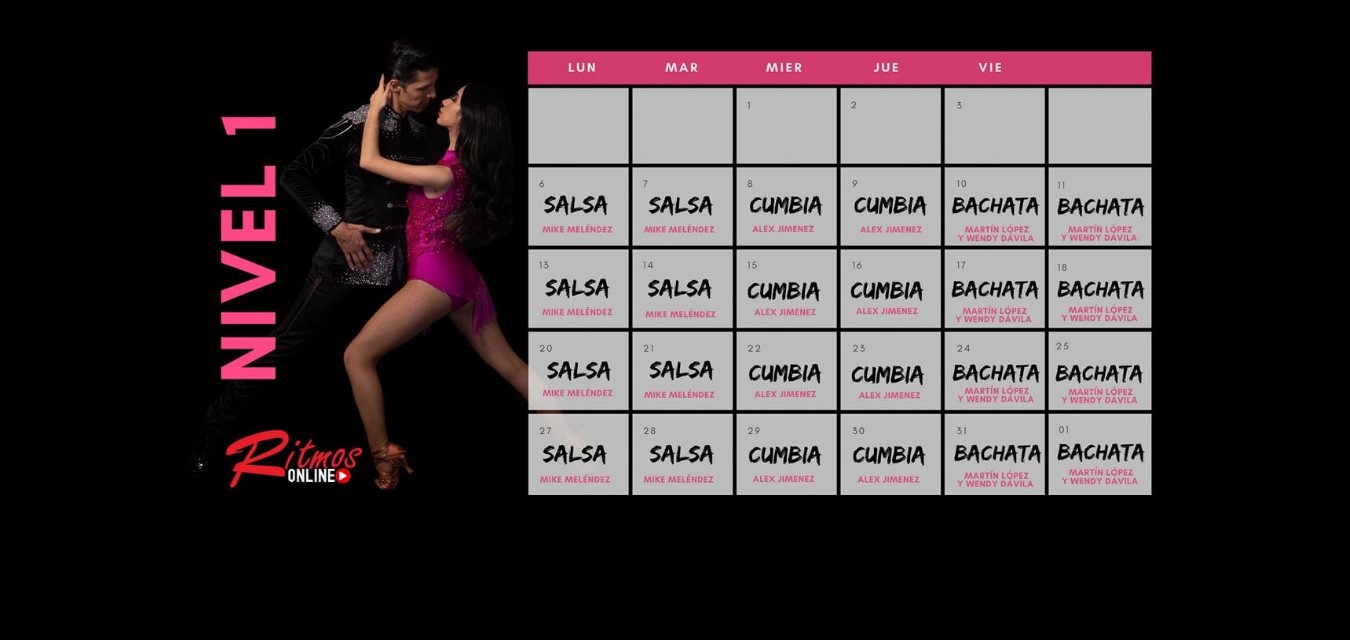 NIVEL 1
Ritmos
ONLINE
LUN MAR MIER JUE VIE
1 2 3
6 7 8 9 10 11
SALSA SALSA CUMBIA CUMBIA BACHATA BACHATA
MIKE MELÉNDEZ MIKE MELÉNDEZ ALEX JIMENEZ ALEX JIMENEZ MARTÍN LÓPEZ MARTÍN LÓPEZ
Y WENDY DÁVILA Y WENDY DÁVILA
13 14 15 16 17 18
SALSA SALSA CUMBIA CUMBIA BACHATA BACHATA
MIKE MELÉNDEZ MIKE MELÉNDEZ ALEX JIMENEZ ALEX JIMENEZ MARTÍN LÓPEZ MARTÍN LÓPEZ
Y WENDY DÁVILA Y WENDY DÁVILA
20 21 22 23 24 25
SALSA SALSA CUMBIA CUMBIA BACHATA BACHATA
MIKE MELÉNDEZ MIKE MELÉNDEZ ALEX JIMENEZ ALEX JIMENEZ MARTÍN LÓPEZ MARTÍN LÓPEZ
Y WENDY DÁVILA Y WENDY DÁVILA
27 28 29 30 31 01
SALSA SALSA CUMBIA CUMBIA BACHATA BACHATA
MIKE MELÉNDEZ MIKE MELÉNDEZ ALEX JIMENEZ ALEX JIMENEZ MARTÍN LÓPEZ MARTÍN LÓPEZ
Y WENDY DÁVILA Y WENDY DÁVILA